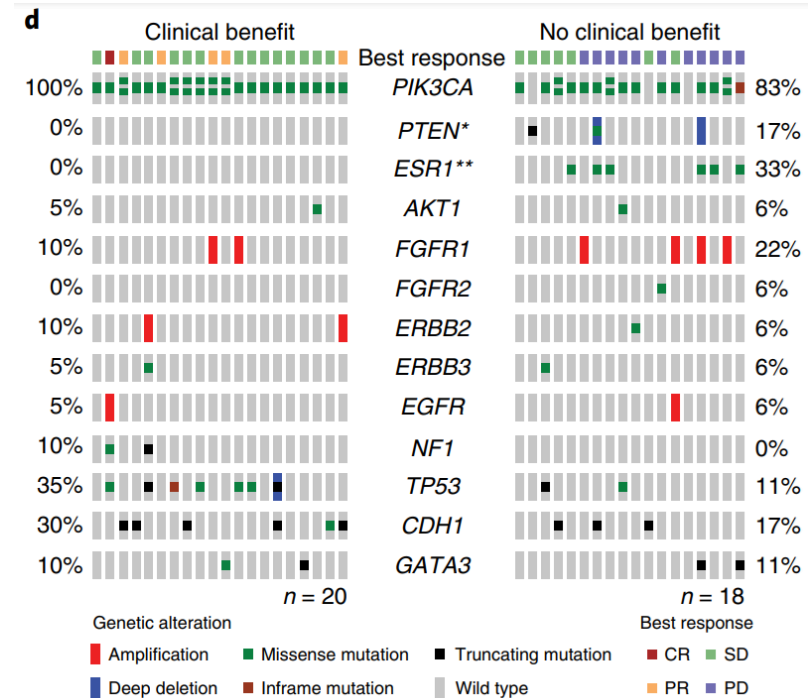 d
Clinical benefit No clinical benefit
Best response
100% PIK3CA 83%
0% PTEN* 17%
0% ESR1** 33%
5% AKT1 6%
10% FGFR1 22%
0% FGFR2 6%
10% ERBB2 6%
5% ERBB3 6%
5% EGFR 6%
10% NF1 0%
35% TP53 11%
30% CDH1 17%
10% GATA3 11%
n = 20 n = 18
Genetic alteration Best response
Amplification Missense mutation Truncating mutation CR SD
Deep deletion Inframe mutation Wild type PR PD